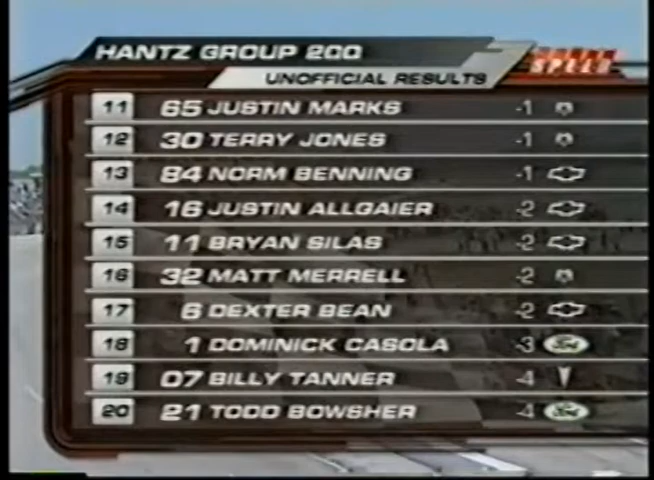 HANTZ GROUP 200
SPEED
UNOFFICIAL RESULTS
11 65 JUSTIN MARKS -1
12 30 TERRY JONES -1
13 84 NORM BENNING -1
14 16 JUSTIN ALLGAIER -2
15 11 BRYAN SILAS -2
16 32 MATT MERRELL -2
17 6 DEXTER BEAN -2
18 1 DOMINICK CASOLA -3
19 07 BILLY TANNER -4
20 21 TODD BOWSHER -4